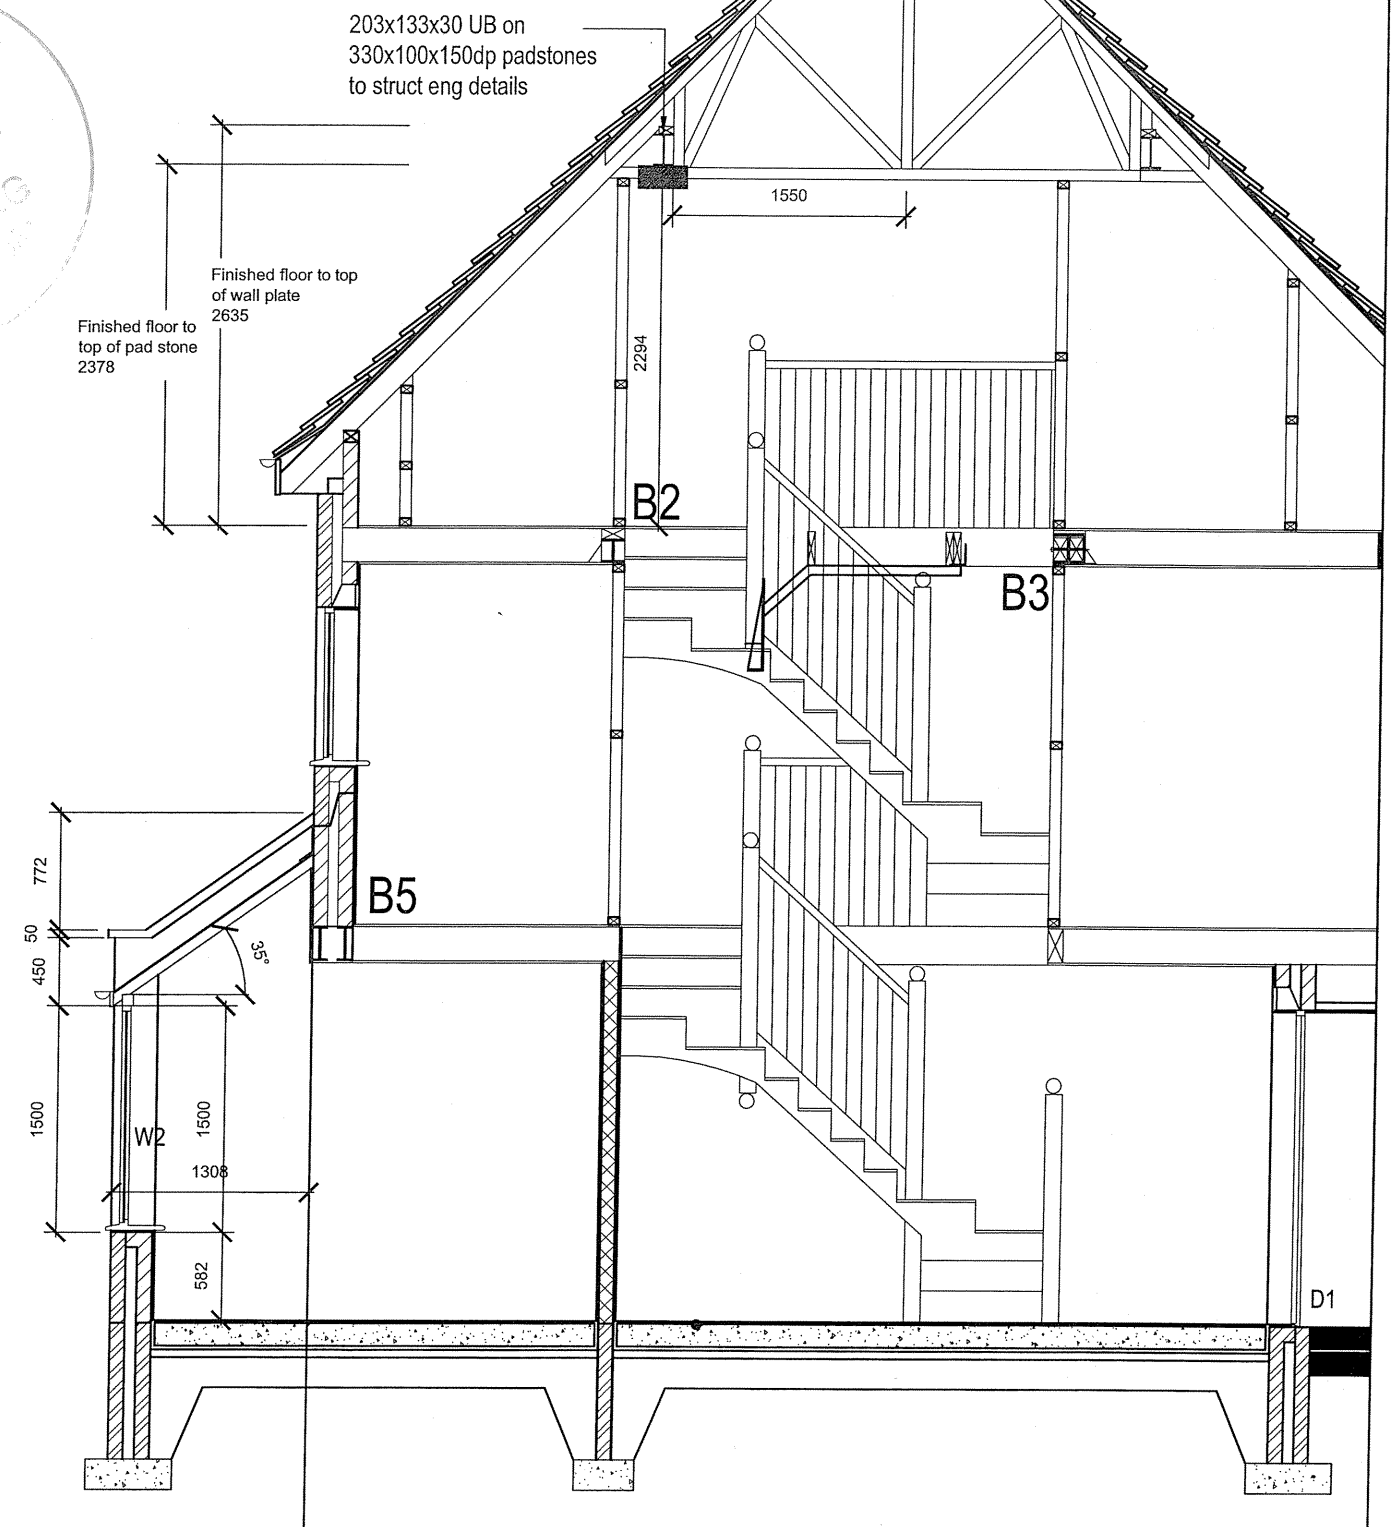 203x133x30 UB on
330x100x150dp padstones
to struct eng details
1550
Finished floor to top
of wall plate
2635
Finished floor to
top of pad stone
2378
2294
B2
B3
772
B5
50
35°
450
1500
1500
W2
1308
582
D1